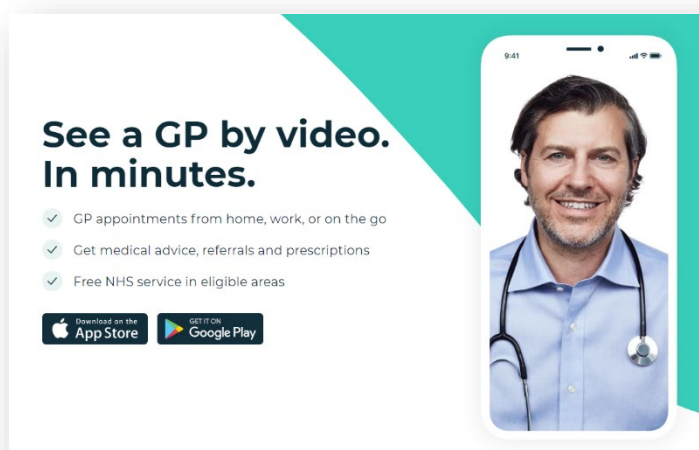 See a GP by video.
In minutes.
GP appointments from home, work, or on the go
Get medical advice, referrals and prescriptions
Free NHS service in eligible areas
Download on the
App Store
GET IT ON
Google Play
9:41